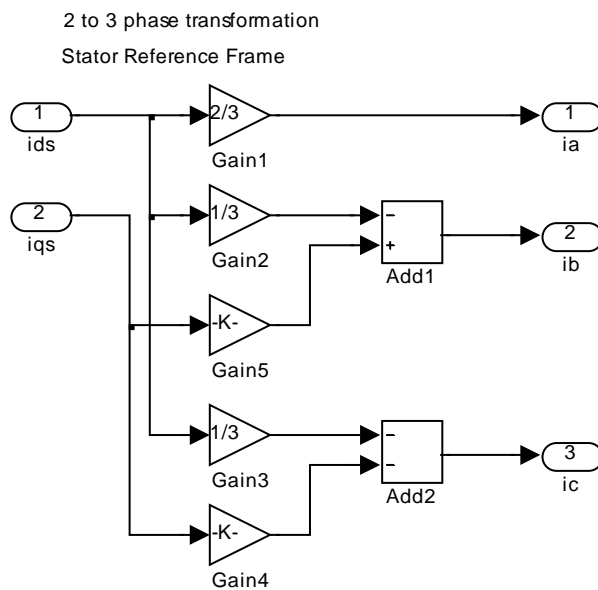 2 to 3 phase transformation
Stator Reference Frame
1
ids
2/3
Gain1
1
ia
2
iqs
1/3
Gain2
−
+
Add1
2
ib
-K-
Gain5
1/3
Gain3
−
−
Add2
3
ic
-K-
Gain4